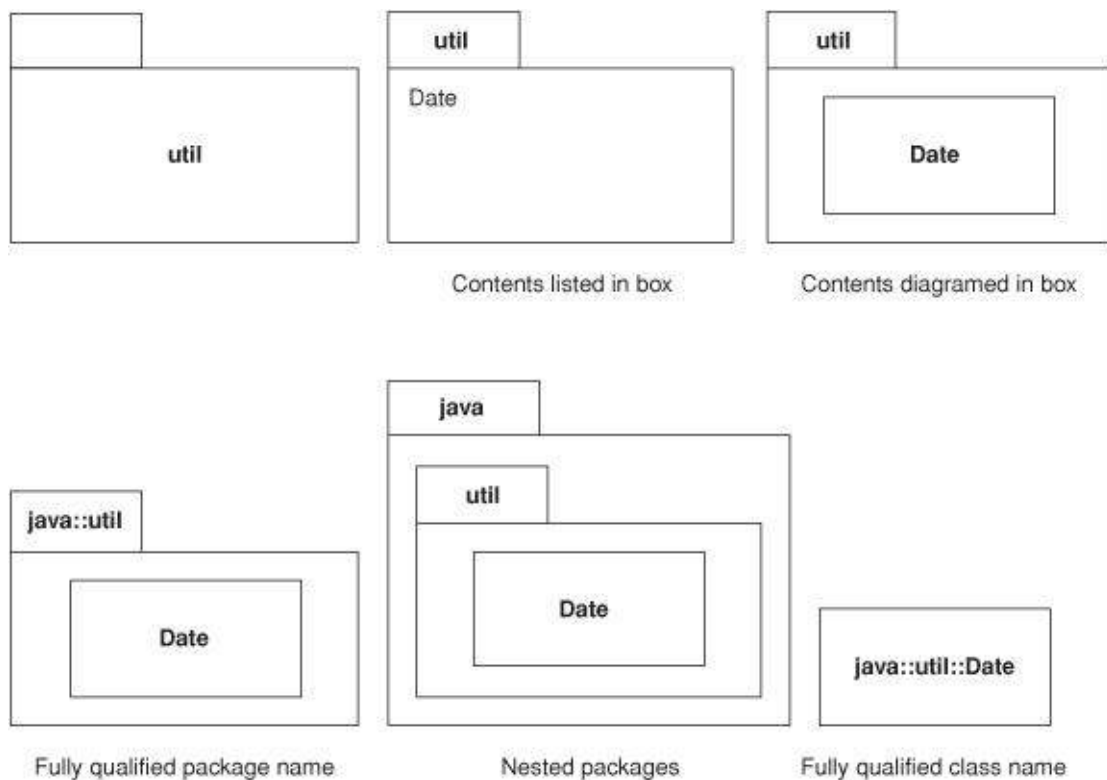 util
util
Date
util
Date
Contents listed in box
Contents diagramed in box
java::util
Date
Fully qualified package name
java
util
Date
Nested packages
java::util::Date
Fully qualified class name